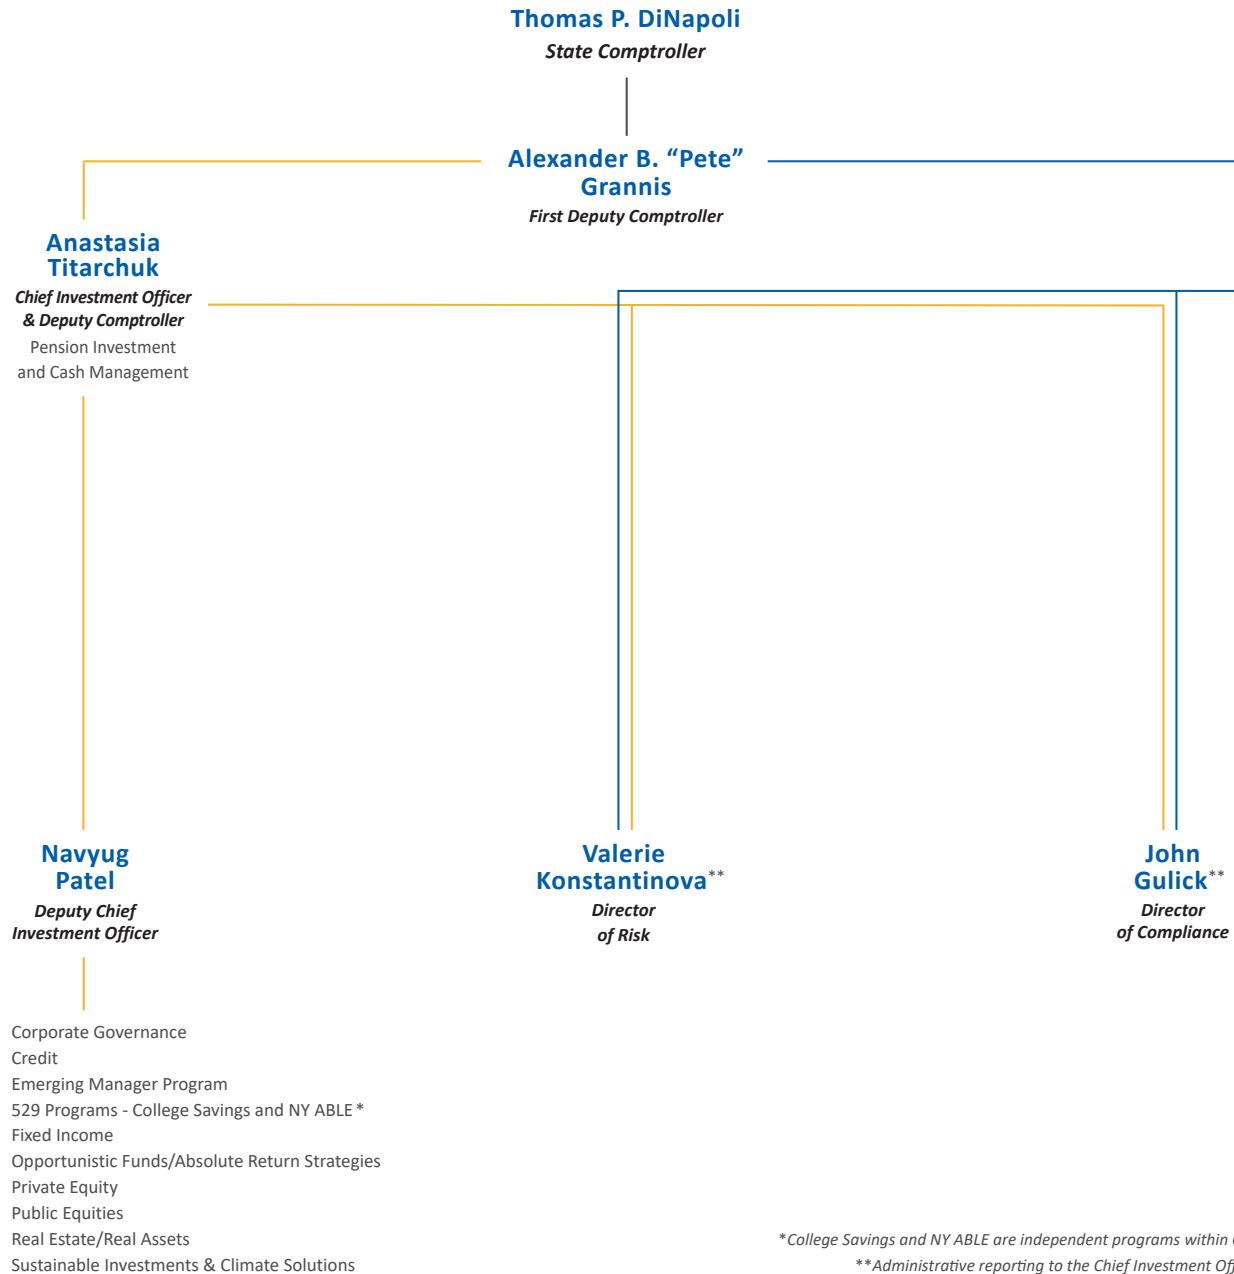 Thomas P. DiNapoli
State Comptroller
Alexander B. “Pete”
Grannis
First Deputy Comptroller
Anastasia
Titarchuk
Chief Investment Officer
& Deputy Comptroller
Pension Investment
and Cash Management
Navyug
Patel
Deputy Chief
Investment Officer
Valerie
Konstantinova**
Director
of Risk
John
Gulick**
Director
of Compliance
Corporate Governance
Credit
Emerging Manager Program
529 Programs - College Savings and NY ABLE*
Fixed Income
Opportunistic Funds/Absolute Return Strategies
Private Equity
Public Equities
Real Estate/Real Assets
Sustainable Investments & Climate Solutions
*College Savings and NY ABLE are independent programs within
**Administrative reporting to the Chief Investment